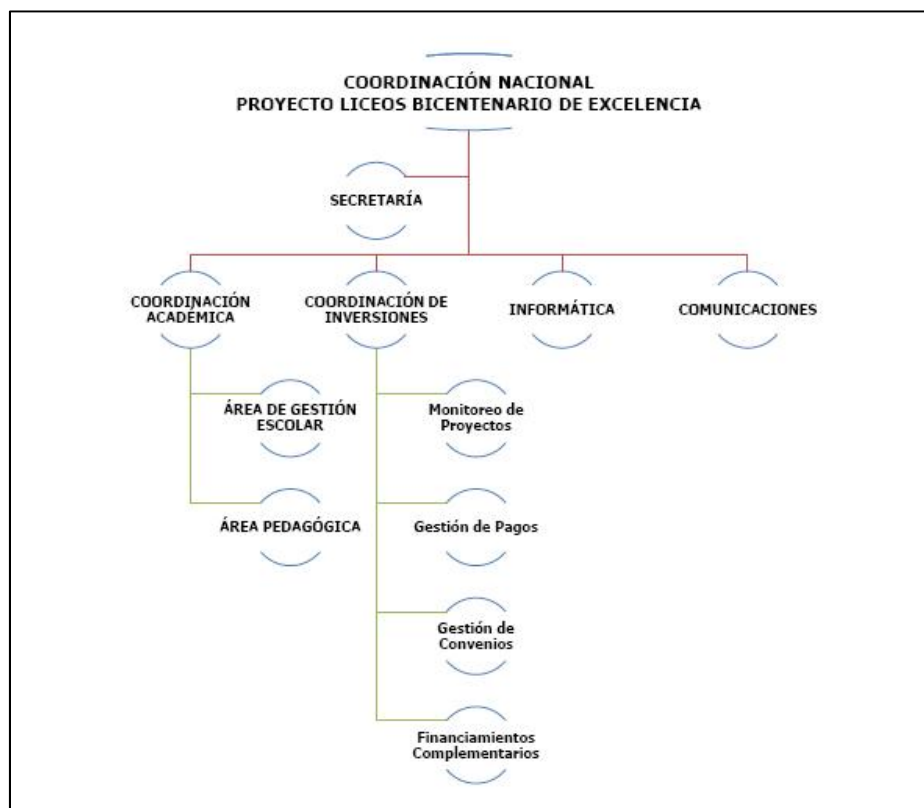 COORDINACIÓN NACIONAL
PROYECTO LICEOS BICENTENARIO DE EXCELENCIA
SECRETARÍA
COORDINACIÓN
ACADÉMICA
COORDINACIÓN DE
INVERSIONES
INFORMÁTICA
COMUNICACIONES
ÁREA DE GESTIÓN
ESCOLAR
ÁREA PEDAGÓGICA
Monitoreo de
Proyectos
Gestión de Pagos
Gestión de
Convenios
Financiamientos
Complementarios